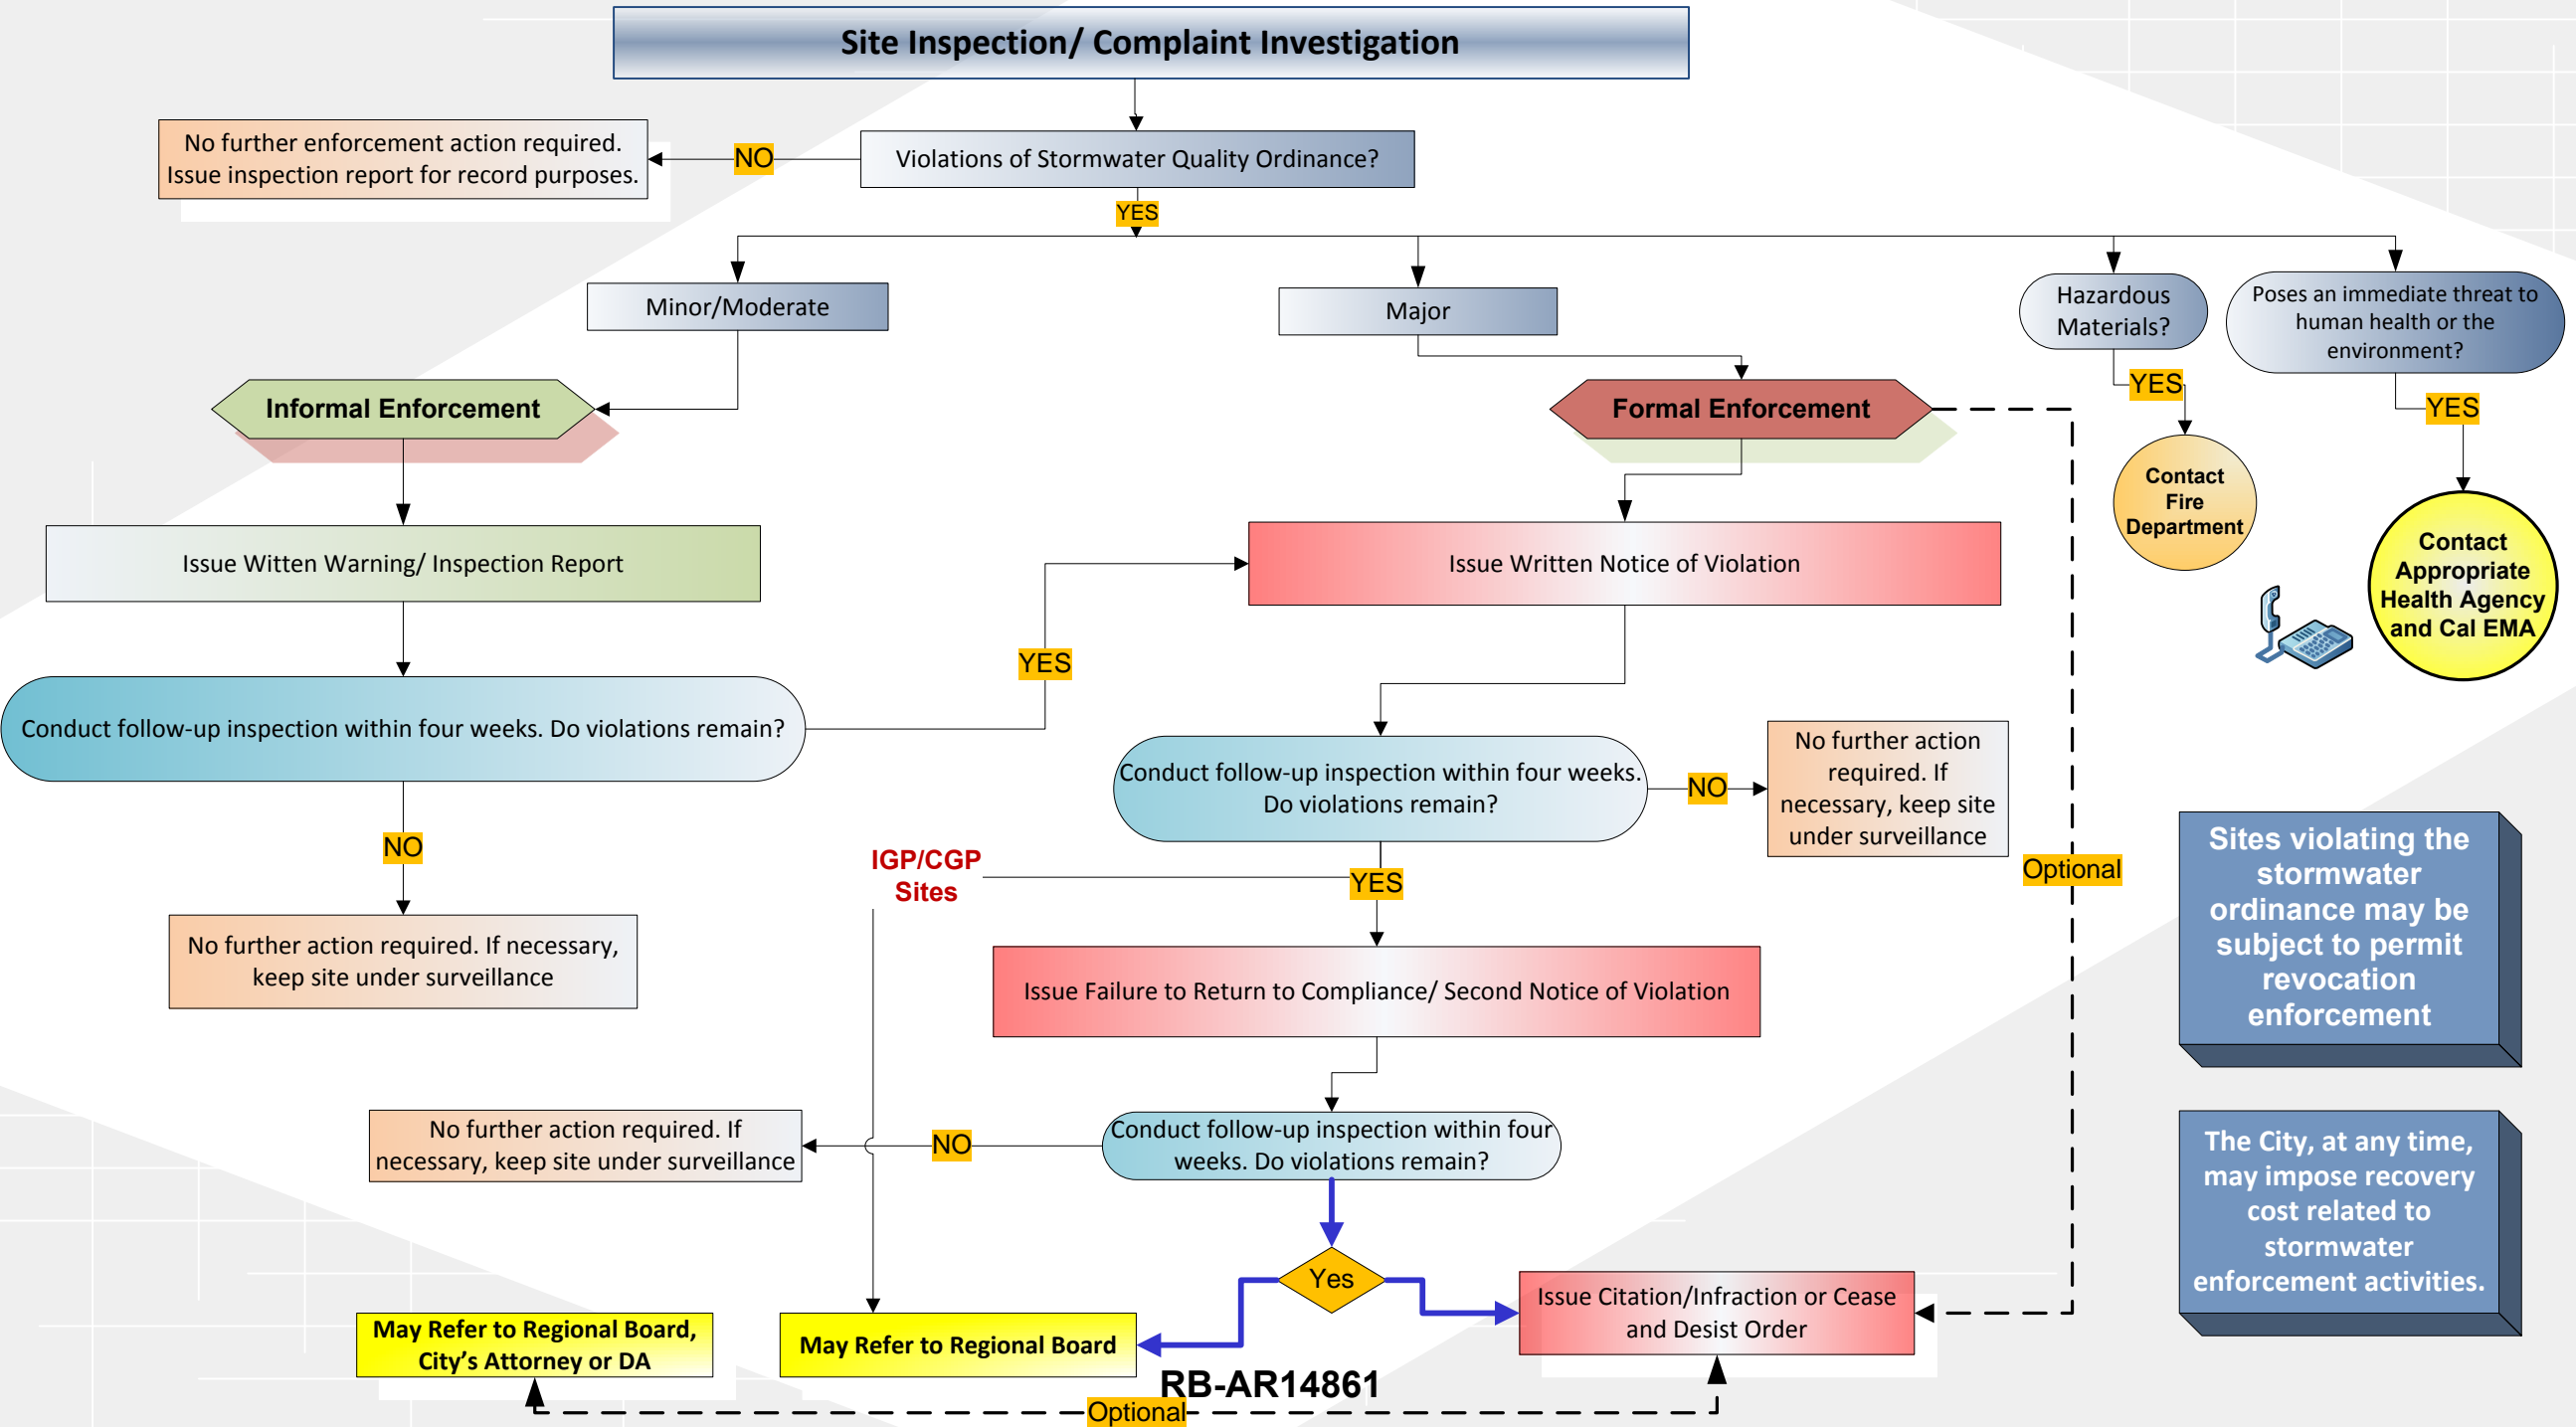 Site Inspection/ Complaint Investigation
No further enforcement action required.
Issue inspection report for record purposes.
NO
Violations of Stormwater Quality Ordinance?
YES
Minor/Moderate
Major
Hazardous
Materials?
Poses an immediate threat to
human health or the
environment?
YES
YES
Informal Enforcement
Formal Enforcement
Contact
Fire
Department
Contact
Appropriate
Health Agency
and Cal EMA
Issue Witten Warning/ Inspection Report
Issue Written Notice of Violation
YES
Conduct follow-up inspection within four weeks. Do violations remain?
Conduct follow-up inspection within four weeks.
Do violations remain?
NO
No further action
required. If
necessary, keep site
under surveillance
NO
IGP/CGP
Sites
YES
Optional
Sites violating the
stormwater
ordinance may be
subject to permit
revocation
enforcement
No further action required. If necessary,
keep site under surveillance
Issue Failure to Return to Compliance/ Second Notice of Violation
No further action required. If
necessary, keep site under surveillance
NO
Conduct follow-up inspection within four
weeks. Do violations remain?
The City, at any time,
may impose recovery
cost related to
stormwater
enforcement activities.
Yes
May Refer to Regional Board,
City’s Attorney or DA
May Refer to Regional Board
Issue Citation/Infraction or Cease
and Desist Order
RB-AR14861
Optional